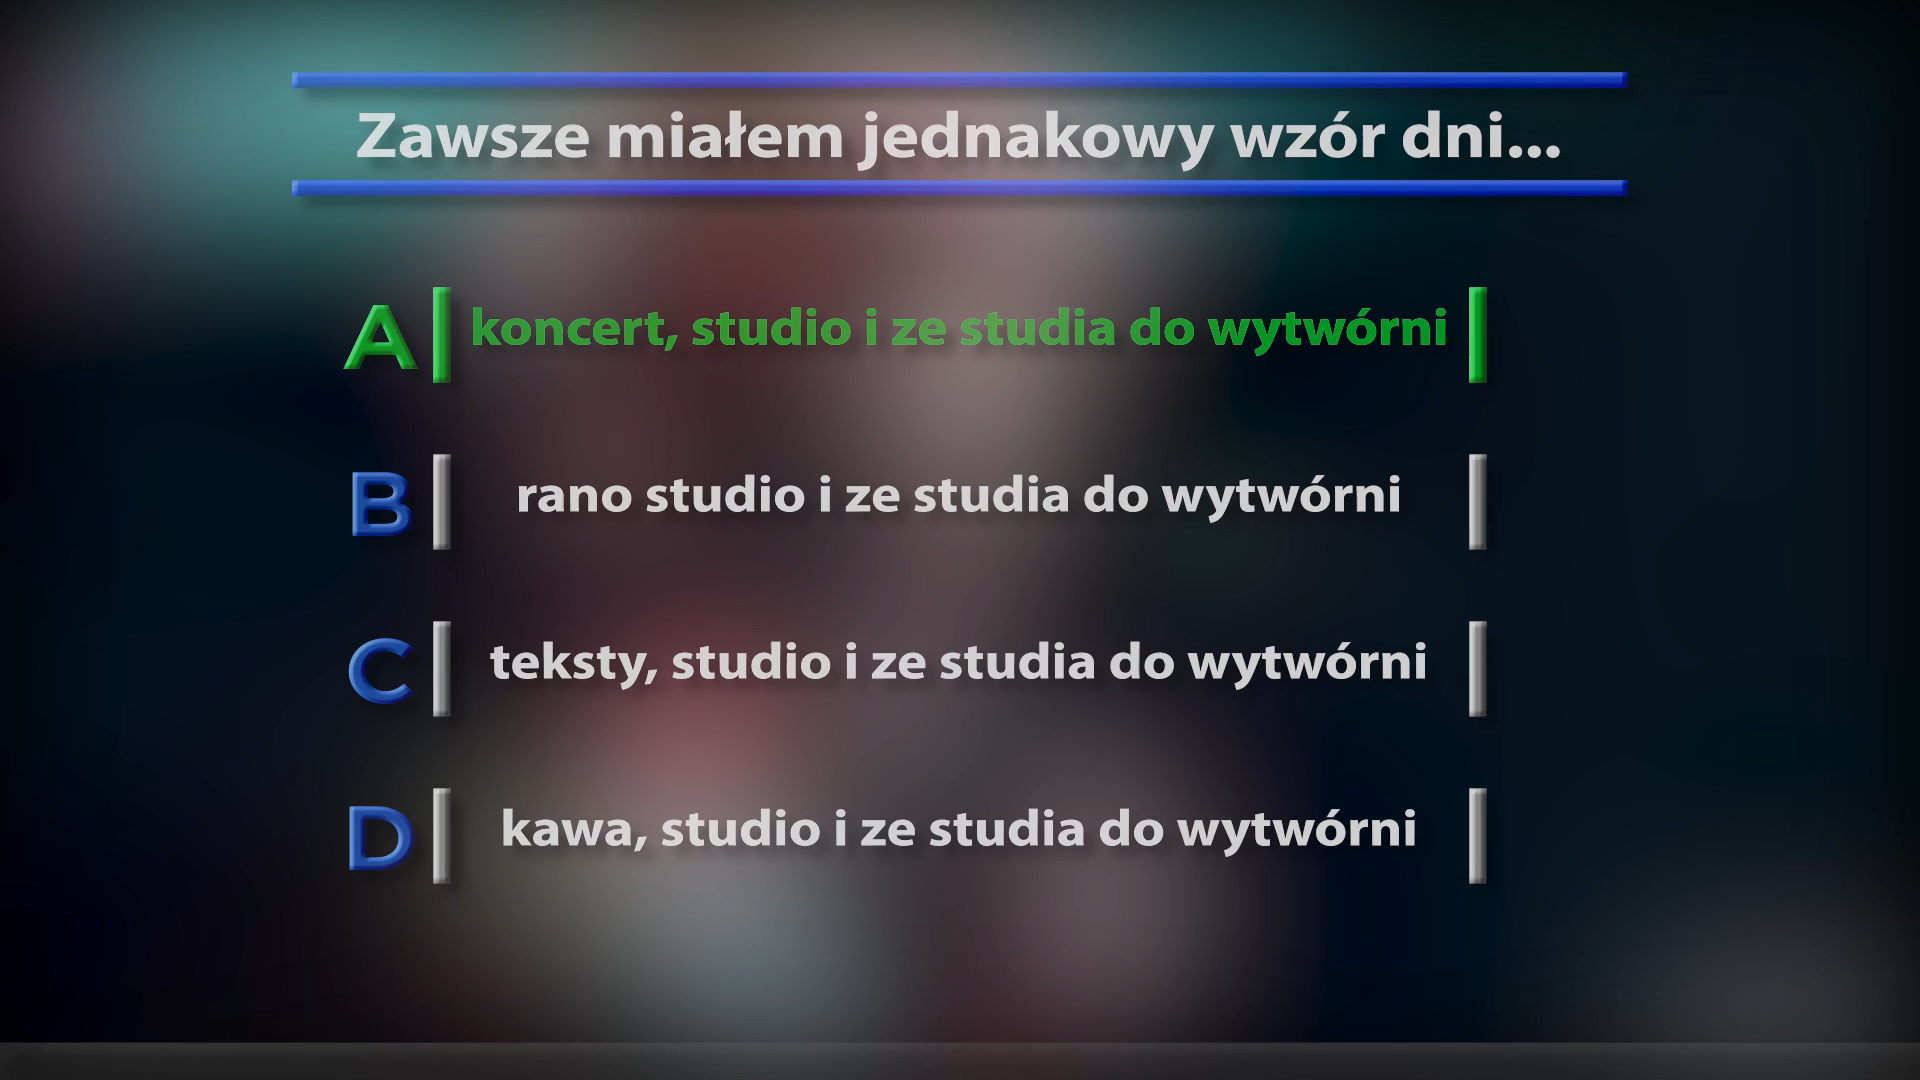 Zawsze miałem jednakowy wzór dni...
A koncert, studio i ze studia do wytwórni
B rano studio i ze studia do wytwórni
C teksty, studio i ze studia do wytwórni
D kawa, studio i ze studia do wytwórni